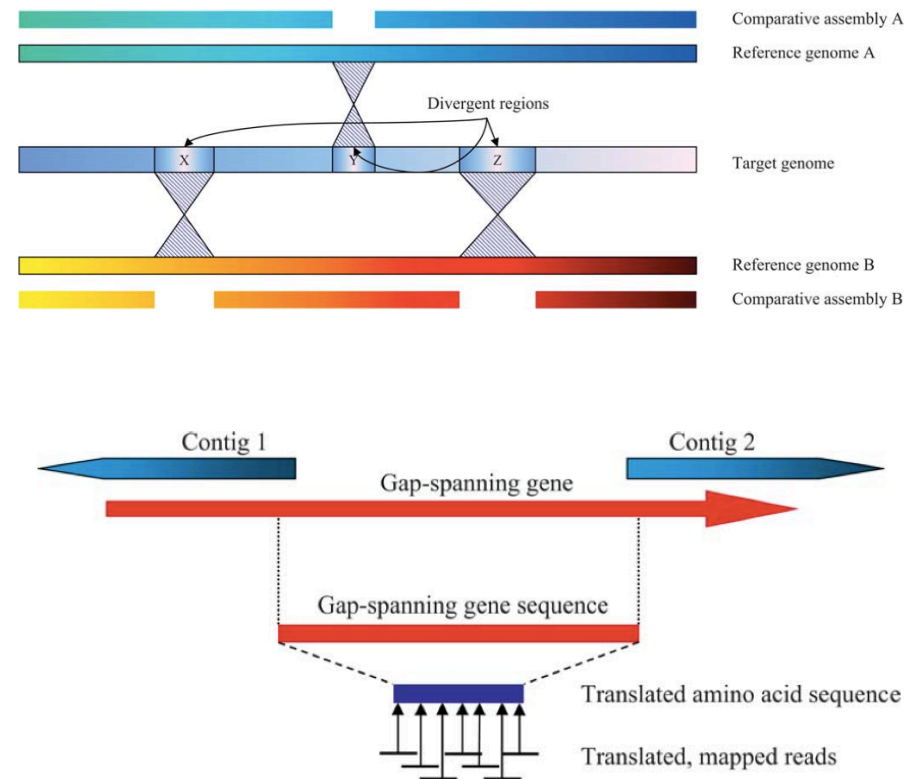 Comparative assembly A
Reference genome A
Divergent regions
X
Y
Z
Target genome
Reference genome B
Comparative assembly B
Contig 1
Contig 2
Gap-spanning gene
Gap-spanning gene sequence
Translated amino acid sequence
Translated, mapped reads